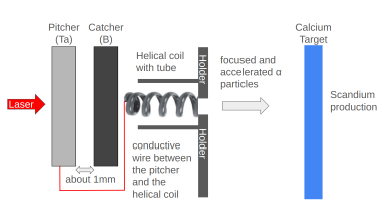 Pitcher
(Ta)
Catcher
(B)
Helical coil
with tube
Holder
Holder
focused and
accelerated α
particles
Calcium
Target
Laser
Scandium
production
about 1mm
conductive
wire between
the pitcher
and the
helical coil